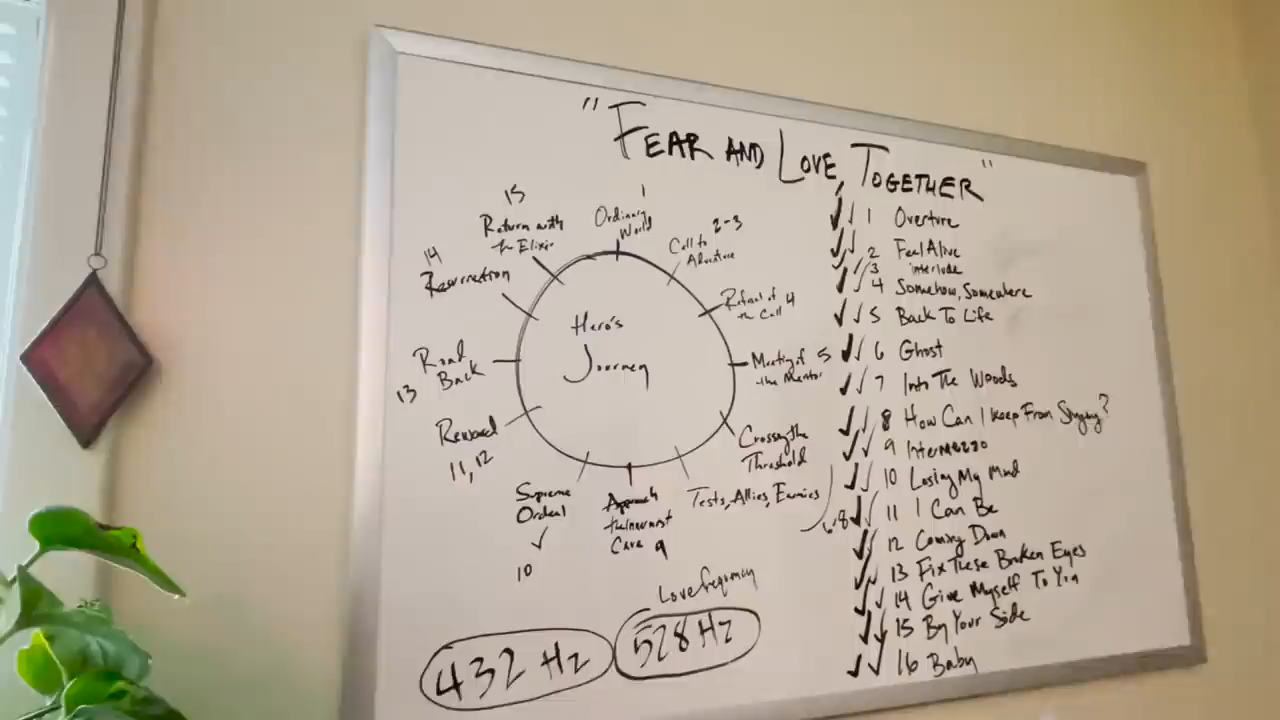 "FEAR AND LOVE, TOGETHER"
15
Return with
the Elixir
1
Ordinary
World
2-3
Call to
Adventure
Refusal of 4
the Call
Meeting of 5
the Mentor
Crossing the
Threshold
Tests, Allies, Enemies
6-8
Approach
the Innermost
Cave 9
Supreme
Ordeal
✓
10
Reward
11, 12
Road
Back
13
14
Resurrection
Hero's
Journey
Love frequency
432 Hz
528 Hz
✓✓ 1 Overture
✓✓ 2 Feel Alive
✓✓ 3 interlude
✓✓ 4 Somehow, Somewhere
✓✓ 5 Back To Life
✓✓ 6 Ghost
✓✓ 7 Into The Woods
✓✓ 8 How Can I Keep From Singing?
✓✓ 9 Intermezzo
✓✓ 10 Losing My Mind
✓✓ 11 I Can Be
✓✓ 12 Coming Down
✓✓ 13 Fix These Broken Eyes
✓✓ 14 Give Myself To You
✓✓ 15 By Your Side
✓✓ 16 Baby